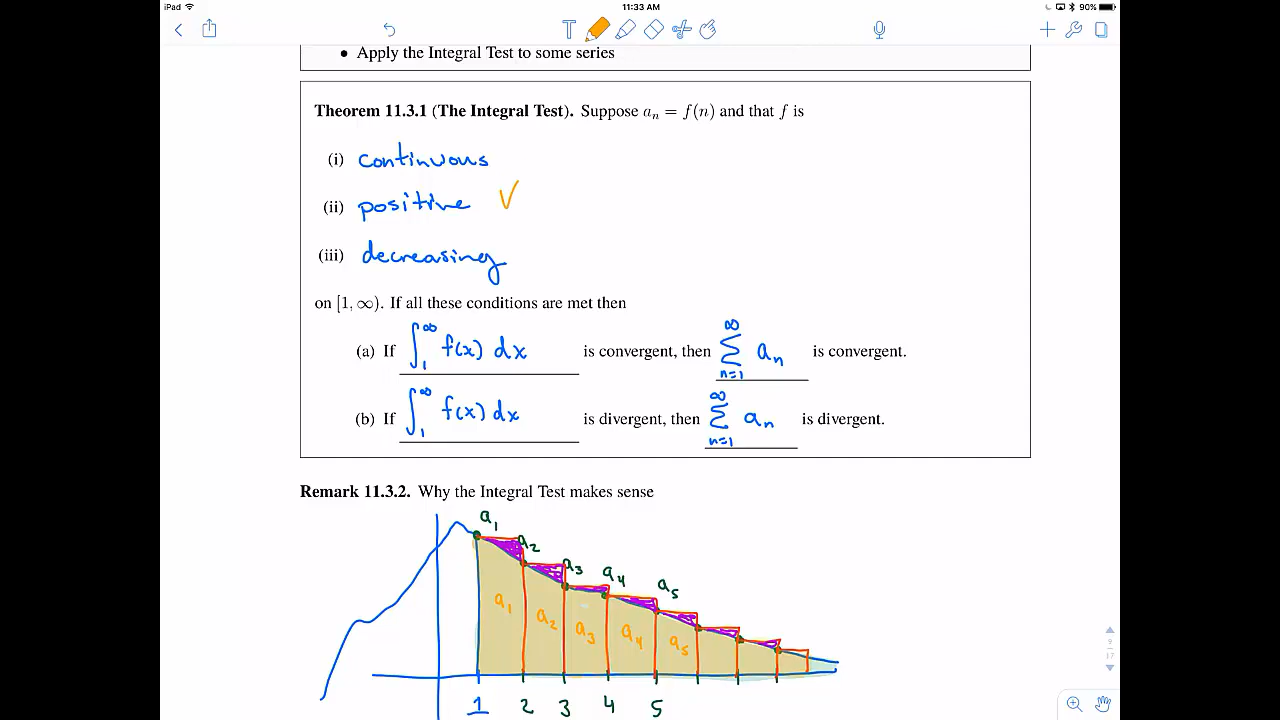 iPad 11:33 AM 90%
T
• Apply the Integral Test to some series
Theorem 11.3.1 (The Integral Test). Suppose aₙ = f(n) and that f is
(i) continuous
(ii) positive ✓
(iii) decreasing
on [1, ∞). If all these conditions are met then
(a) If ∫₁^∞ f(x) dx is convergent, then ∑_{n=1}^∞ aₙ is convergent.
(b) If ∫₁^∞ f(x) dx is divergent, then ∑_{n=1}^∞ aₙ is divergent.
Remark 11.3.2. Why the Integral Test makes sense
a₁ a₂ a₃ a₄ a₅
a₁ a₂ a₃ a₄ a₅
1 2 3 4 5
9
17